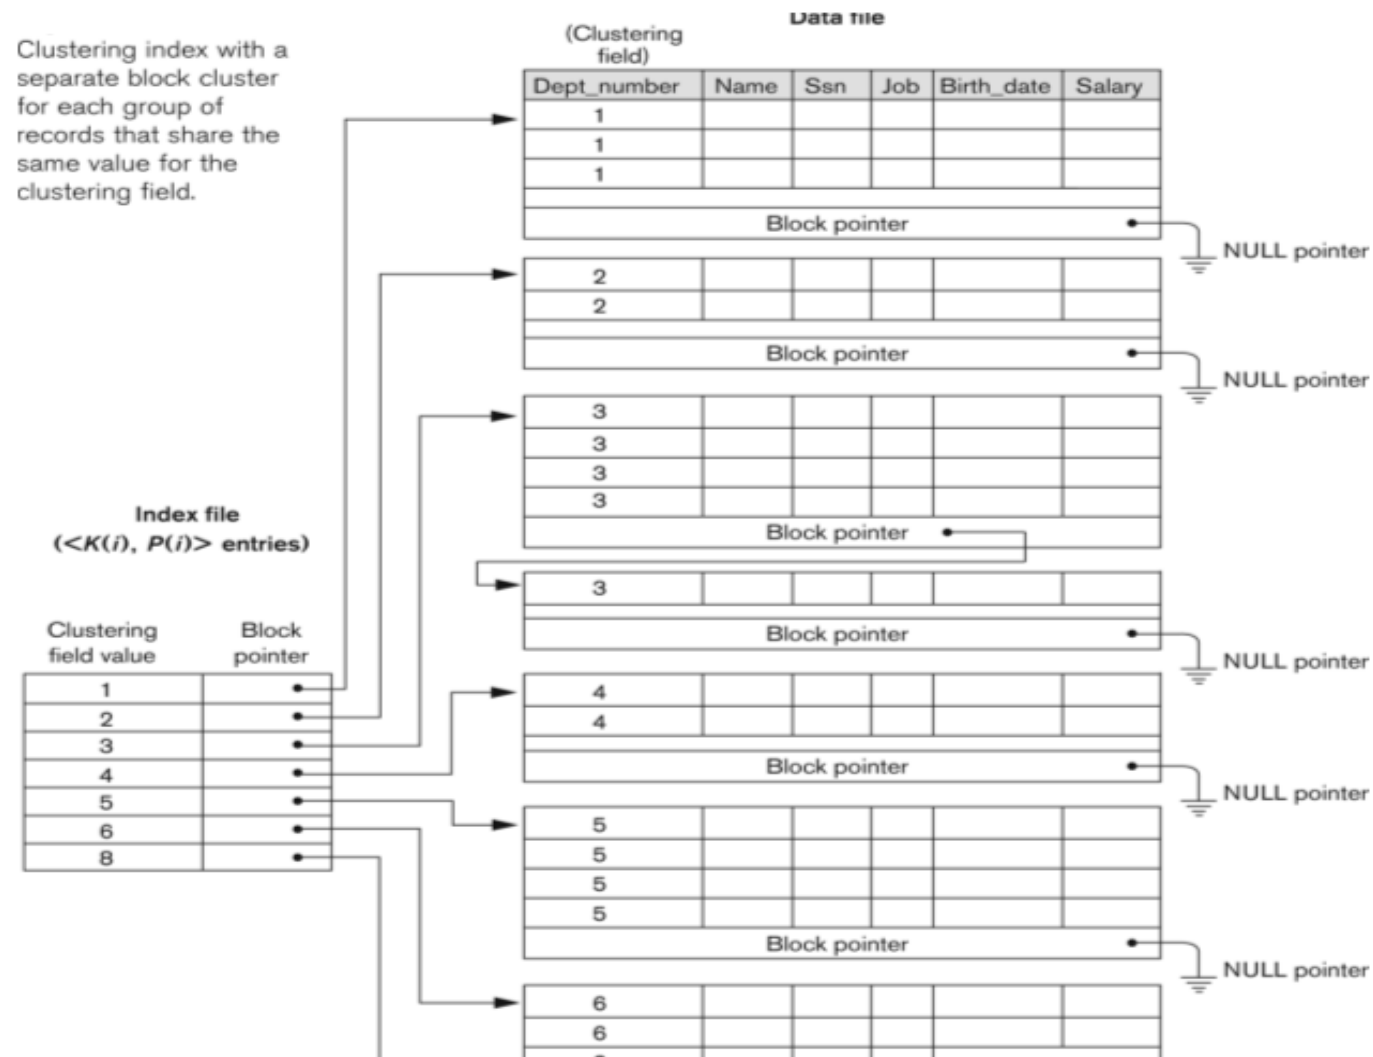 Data file
Clustering index with a
separate block cluster
for each group of
records that share the
same value for the
clustering field.
(Clustering
field)
Dept_number Name Ssn Job Birth_date Salary
1
1
1
Block pointer
NULL pointer
2
2
Block pointer
NULL pointer
3
3
3
3
Block pointer
3
Block pointer
NULL pointer
4
4
Block pointer
NULL pointer
5
5
5
5
Block pointer
NULL pointer
6
6
Index file
(<K(i), P(i)> entries)
Clustering
field value
Block
pointer
1
2
3
4
5
6
8